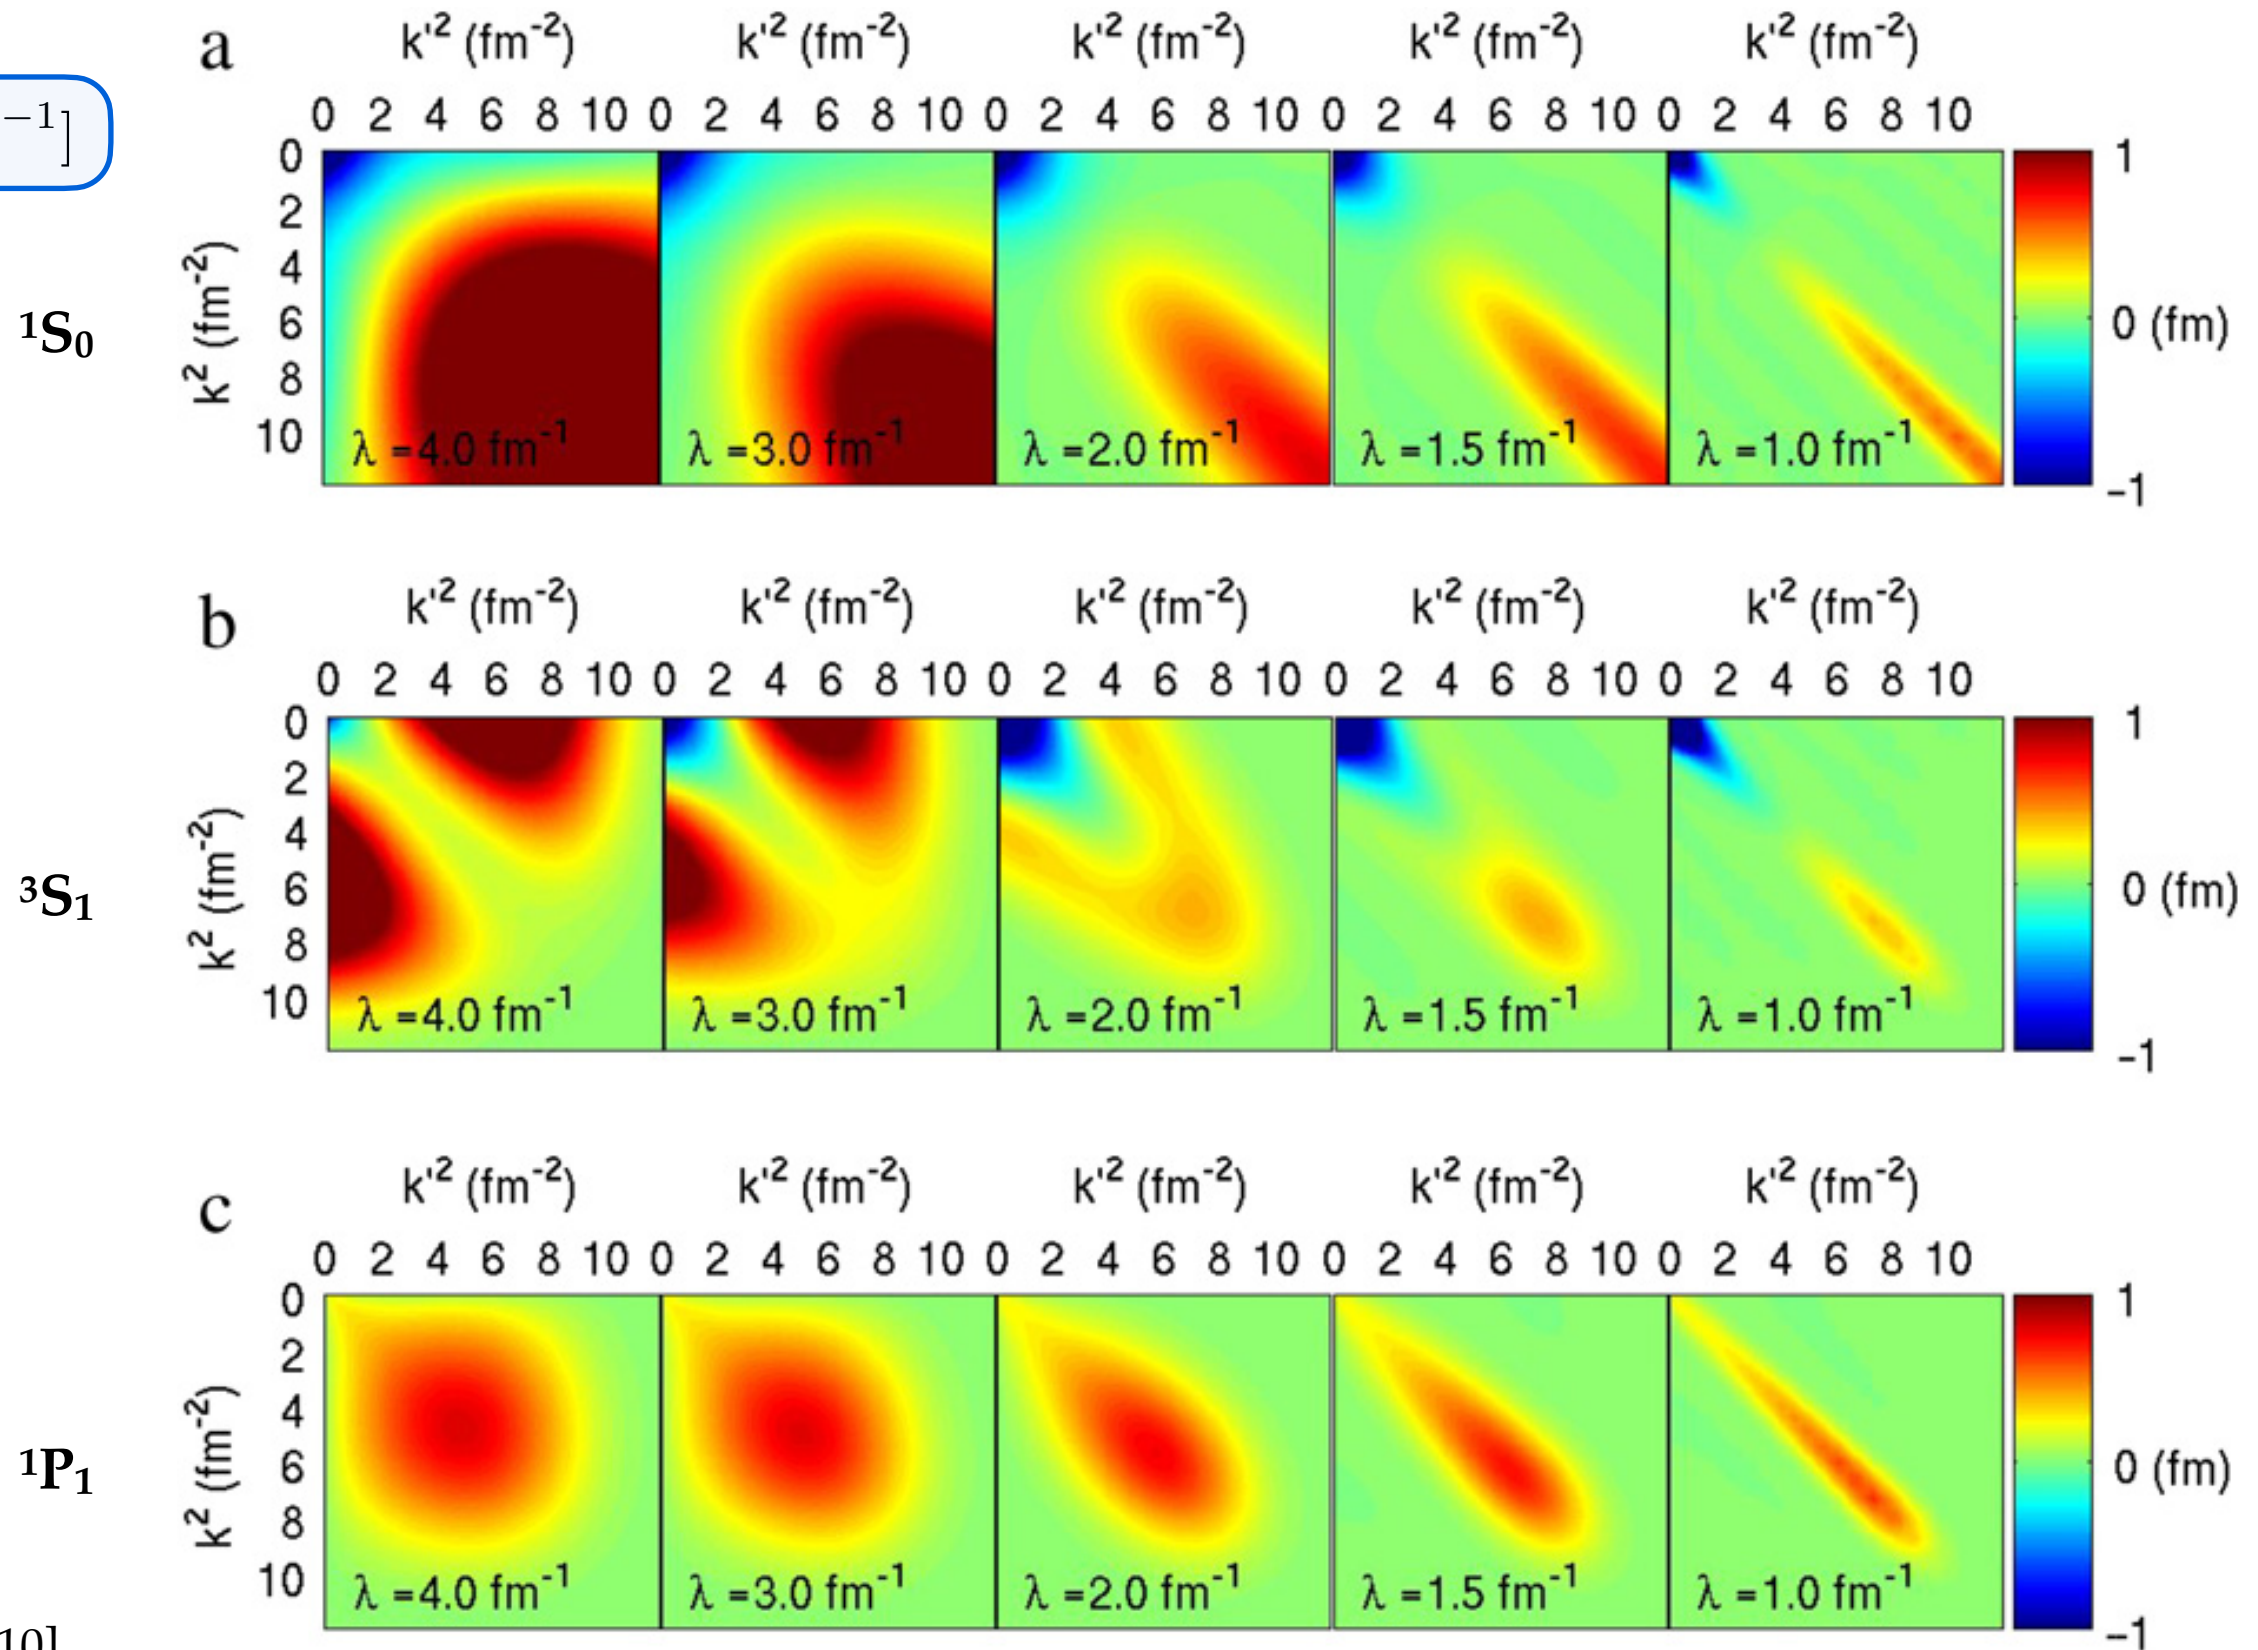 a
k'² (fm⁻²) k'² (fm⁻²) k'² (fm⁻²) k'² (fm⁻²) k'² (fm⁻²)
⁻¹]
0 2 4 6 8 10 0 2 4 6 8 10 0 2 4 6 8 10 0 2 4 6 8 10 0 2 4 6 8 10
¹S₀
k² (fm⁻²)
0
2
4
6
8
10
λ =4.0 fm⁻¹ λ =3.0 fm⁻¹ λ =2.0 fm⁻¹ λ =1.5 fm⁻¹ λ =1.0 fm⁻¹
1
0 (fm)
−1
b
k'² (fm⁻²) k'² (fm⁻²) k'² (fm⁻²) k'² (fm⁻²) k'² (fm⁻²)
0 2 4 6 8 10 0 2 4 6 8 10 0 2 4 6 8 10 0 2 4 6 8 10 0 2 4 6 8 10
³S₁
k² (fm⁻²)
0
2
4
6
8
10
λ =4.0 fm⁻¹ λ =3.0 fm⁻¹ λ =2.0 fm⁻¹ λ =1.5 fm⁻¹ λ =1.0 fm⁻¹
1
0 (fm)
−1
c
k'² (fm⁻²) k'² (fm⁻²) k'² (fm⁻²) k'² (fm⁻²) k'² (fm⁻²)
0 2 4 6 8 10 0 2 4 6 8 10 0 2 4 6 8 10 0 2 4 6 8 10 0 2 4 6 8 10
¹P₁
k² (fm⁻²)
0
2
4
6
8
10
λ =4.0 fm⁻¹ λ =3.0 fm⁻¹ λ =2.0 fm⁻¹ λ =1.5 fm⁻¹ λ =1.0 fm⁻¹
1
0 (fm)
−1
10]